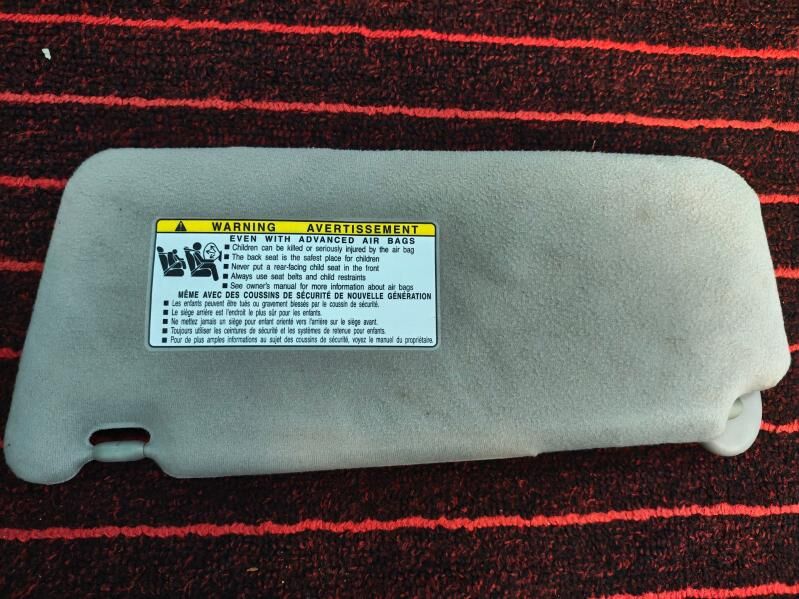 WARNING AVERTISSEMENT
EVEN WITH ADVANCED AIR BAGS
■ Children can be killed or seriously injured by the air bag
■ The back seat is the safest place for children
■ Never put a rear-facing child seat in the front
■ Always use seat belts and child restraints
■ See owner's manual for more information about air bags
MÊME AVEC DES COUSSINS DE SÉCURITÉ DE NOUVELLE GÉNÉRATION
■ Les enfants peuvent être tués ou gravement blessés par le coussin de sécurité.
■ Le siège arrière est l'endroit le plus sûr pour les enfants.
■ Ne mettez jamais un siège pour enfant orienté vers l'arrière sur le siège avant.
■ Toujours utiliser les ceintures de sécurité et les systèmes de retenue pour enfants.
■ Pour de plus amples informations au sujet des coussins de sécurité, voyez le manuel du propriétaire.